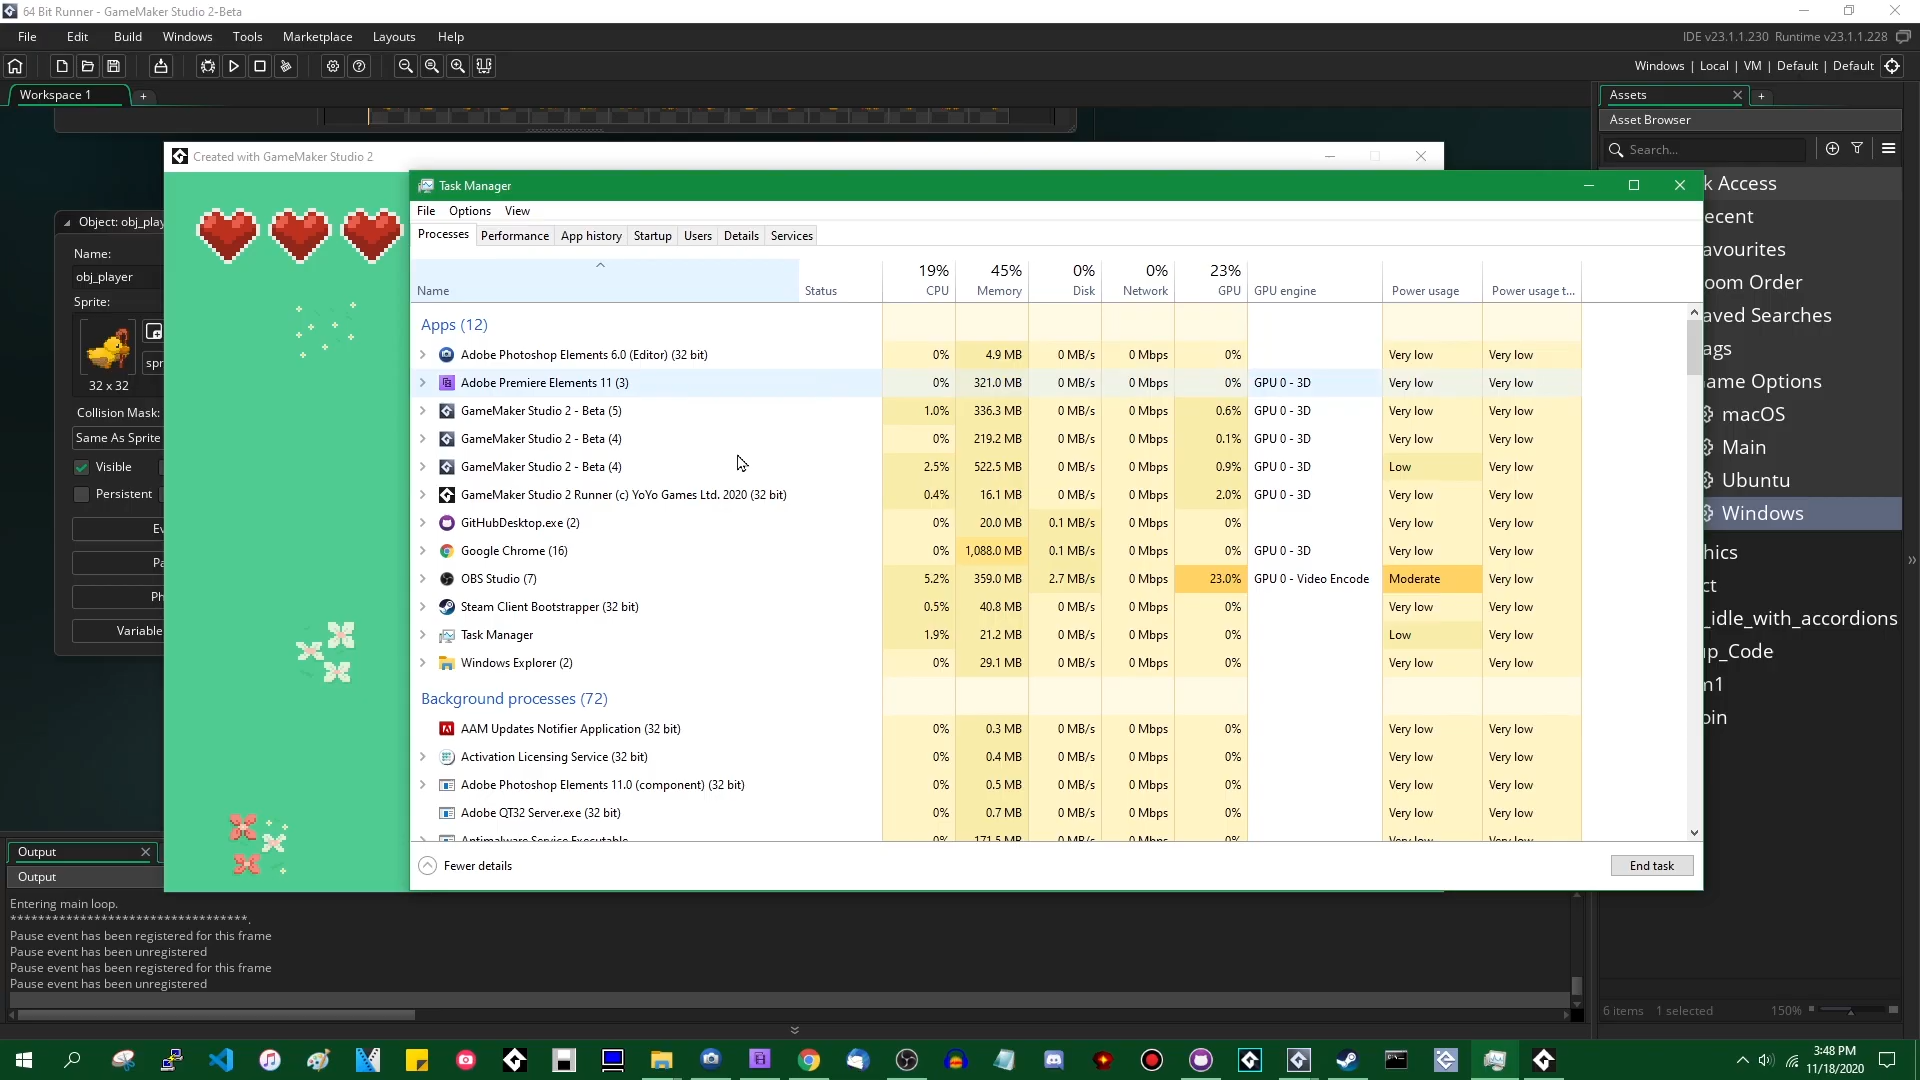 64 Bit Runner - GameMaker Studio 2-Beta
File Edit Build Windows Tools Marketplace Layouts Help
IDE v23.1.1.230 Runtime v23.1.1.228
Windows | Local | VM | Default | Default
Workspace 1
Created with GameMaker Studio 2
Object: obj_play
Name:
obj_player
Sprite:
spr
32 x 32
Collision Mask:
Same As Sprite
Visible
Persistent
Ev
Pa
Ph
Variable
Task Manager
File Options View
Processes Performance App history Startup Users Details Services
19% 45% 0% 0% 23%
Name Status CPU Memory Disk Network GPU GPU engine Power usage Power usage t...
Apps (12)
Adobe Photoshop Elements 6.0 (Editor) (32 bit) 0% 4.9 MB 0 MB/s 0 Mbps 0% Very low Very low
Adobe Premiere Elements 11 (3) 0% 321.0 MB 0 MB/s 0 Mbps 0% GPU 0 - 3D Very low Very low
GameMaker Studio 2 - Beta (5) 1.0% 336.3 MB 0 MB/s 0 Mbps 0.6% GPU 0 - 3D Very low Very low
GameMaker Studio 2 - Beta (4) 0% 219.2 MB 0 MB/s 0 Mbps 0.1% GPU 0 - 3D Very low Very low
GameMaker Studio 2 - Beta (4) 2.5% 522.5 MB 0 MB/s 0 Mbps 0.9% GPU 0 - 3D Low Very low
GameMaker Studio 2 Runner (c) YoYo Games Ltd. 2020 (32 bit) 0.4% 16.1 MB 0 MB/s 0 Mbps 2.0% GPU 0 - 3D Very low Very low
GitHubDesktop.exe (2) 0% 20.0 MB 0.1 MB/s 0 Mbps 0% Very low Very low
Google Chrome (16) 0% 1,088.0 MB 0.1 MB/s 0 Mbps 0% GPU 0 - 3D Very low Very low
OBS Studio (7) 5.2% 359.0 MB 2.7 MB/s 0 Mbps 23.0% GPU 0 - Video Encode Moderate Very low
Steam Client Bootstrapper (32 bit) 0.5% 40.8 MB 0 MB/s 0 Mbps 0% Very low Very low
Task Manager 1.9% 21.2 MB 0 MB/s 0 Mbps 0% Low Very low
Windows Explorer (2) 0% 29.1 MB 0 MB/s 0 Mbps 0% Very low Very low
Background processes (72)
AAM Updates Notifier Application (32 bit) 0% 0.3 MB 0 MB/s 0 Mbps 0% Very low Very low
Activation Licensing Service (32 bit) 0% 0.4 MB 0 MB/s 0 Mbps 0% Very low Very low
Adobe Photoshop Elements 11.0 (component) (32 bit) 0% 0.5 MB 0 MB/s 0 Mbps 0% Very low Very low
Adobe QT32 Server.exe (32 bit) 0% 0.7 MB 0 MB/s 0 Mbps 0% Very low Very low
Antimalware Service Executable 0% 171.5 MB 0 MB/s 0 Mbps 0% Very low Very low
Fewer details
End task
Assets
Asset Browser
Search...
k Access
ecent
avourites
oom Order
aved Searches
ags
ame Options
macOS
Main
Ubuntu
Windows
hics
ct
_idle_with_accordions
up_Code
m1
oin
6 items 1 selected 150%
Output
Output
Entering main loop.
*********************************.
Pause event has been registered for this frame
Pause event has been unregistered
Pause event has been registered for this frame
Pause event has been unregistered
3:48 PM
11/18/2020